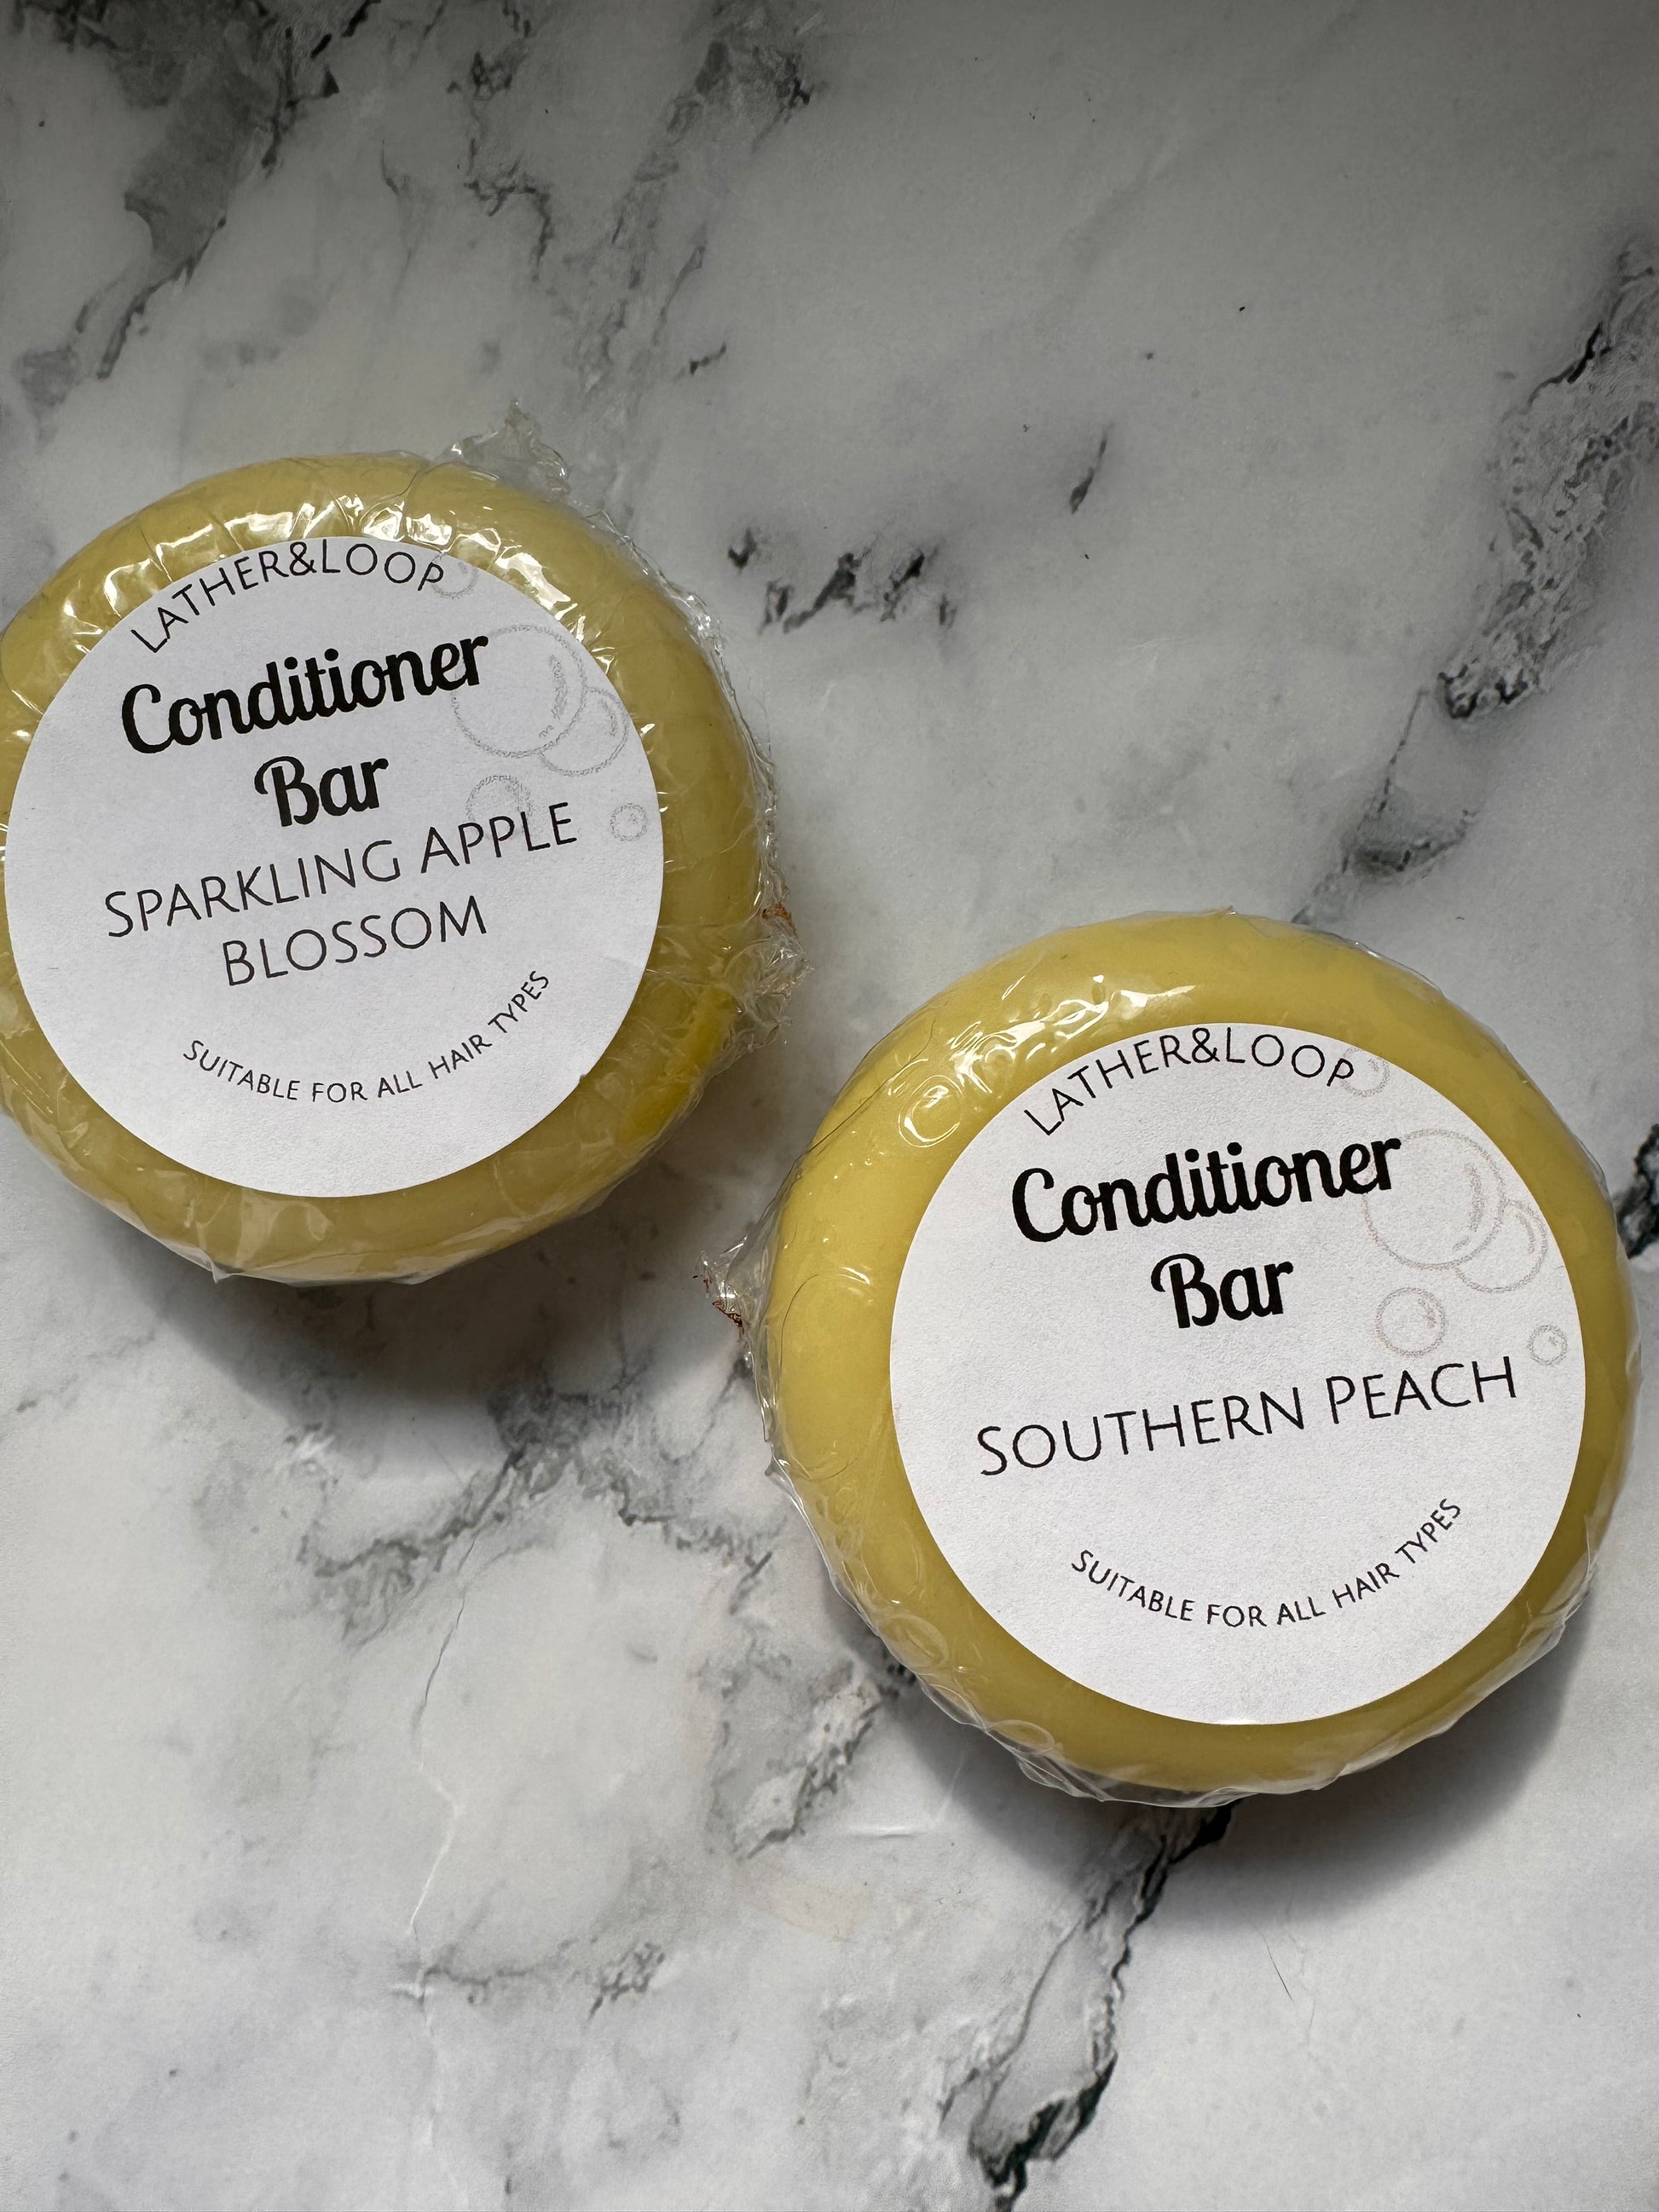 LATHER&LOOP
Conditioner
Bar
SPARKLING APPLE
BLOSSOM
SUITABLE FOR ALL HAIR TYPES
LATHER&LOOP
Conditioner
Bar
SOUTHERN PEACH
SUITABLE FOR ALL HAIR TYPES